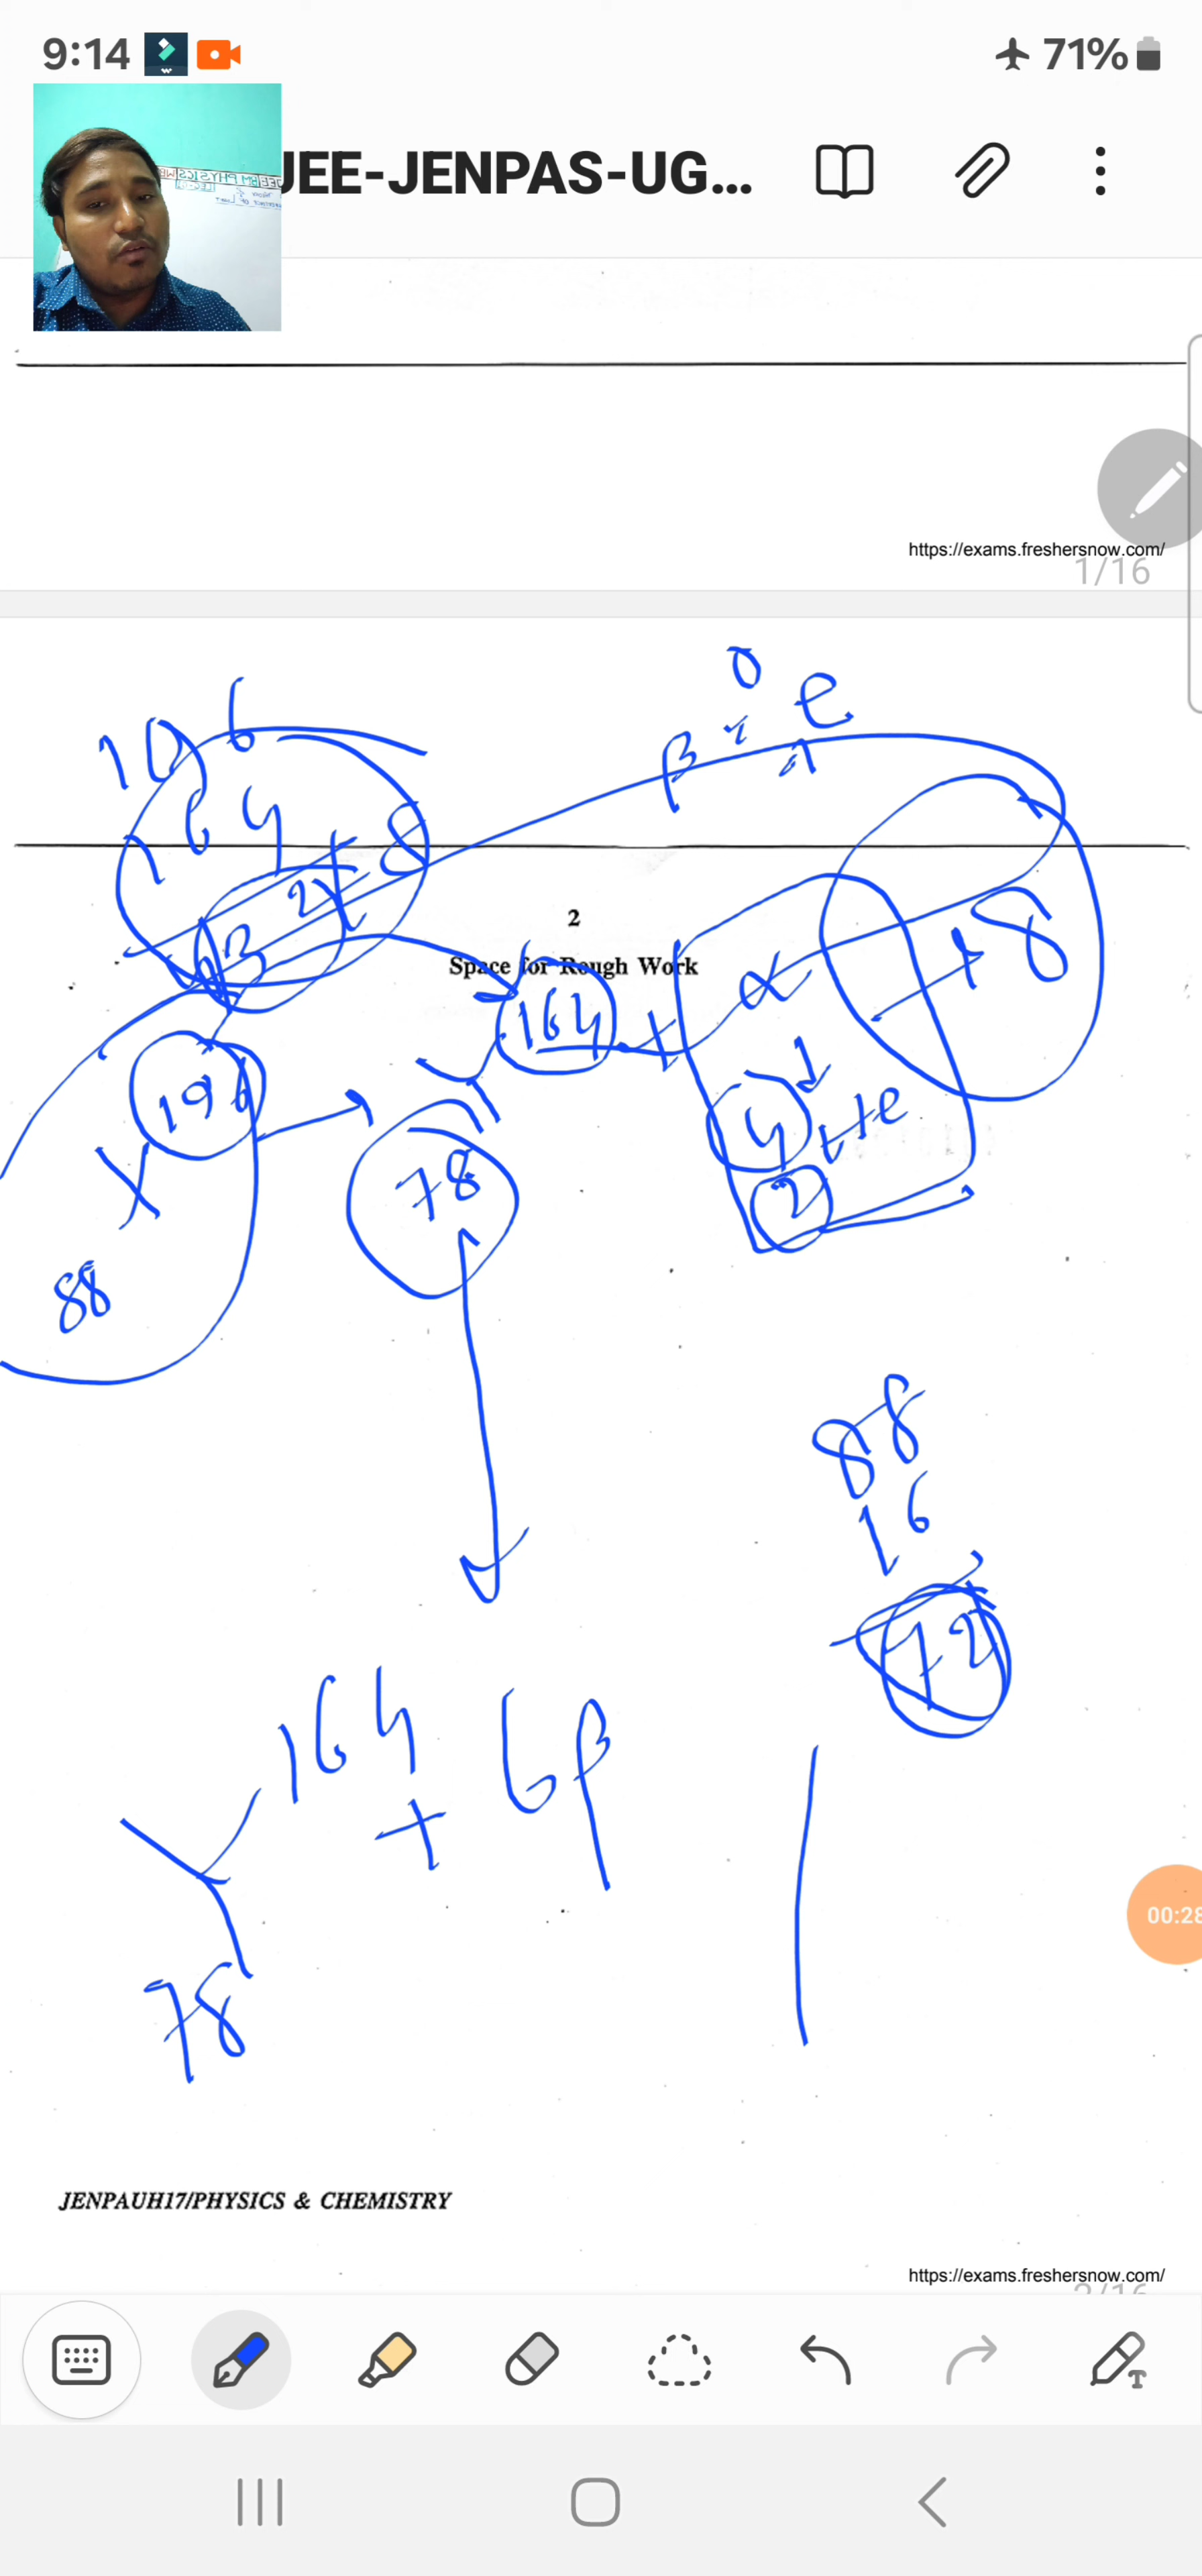 9:14
71%
JEE-JENPAS-UG...
https://exams.freshersnow.com/
1/16
0
β e
196
164
2
Space for Rough Work
164 + α × 8
X 196 → Y
4
He
2
78
88
88
16
72
164 + 6β
Y
78
00:28
JENPAUH17/PHYSICS & CHEMISTRY
https://exams.freshersnow.com/